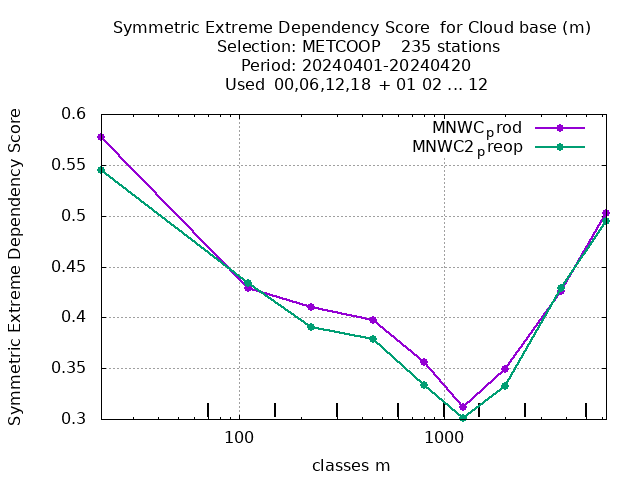 Symmetric Extreme Dependency Score  for Cloud base (m)
Selection: METCOOP    235 stations
Period: 20240401-20240420
Used  00,06,12,18 + 01 02 ... 12
Symmetric Extreme Dependency Score
0.6
0.55
0.5
0.45
0.4
0.35
0.3
MNWCprod
MNWC2preop
100
1000
classes m